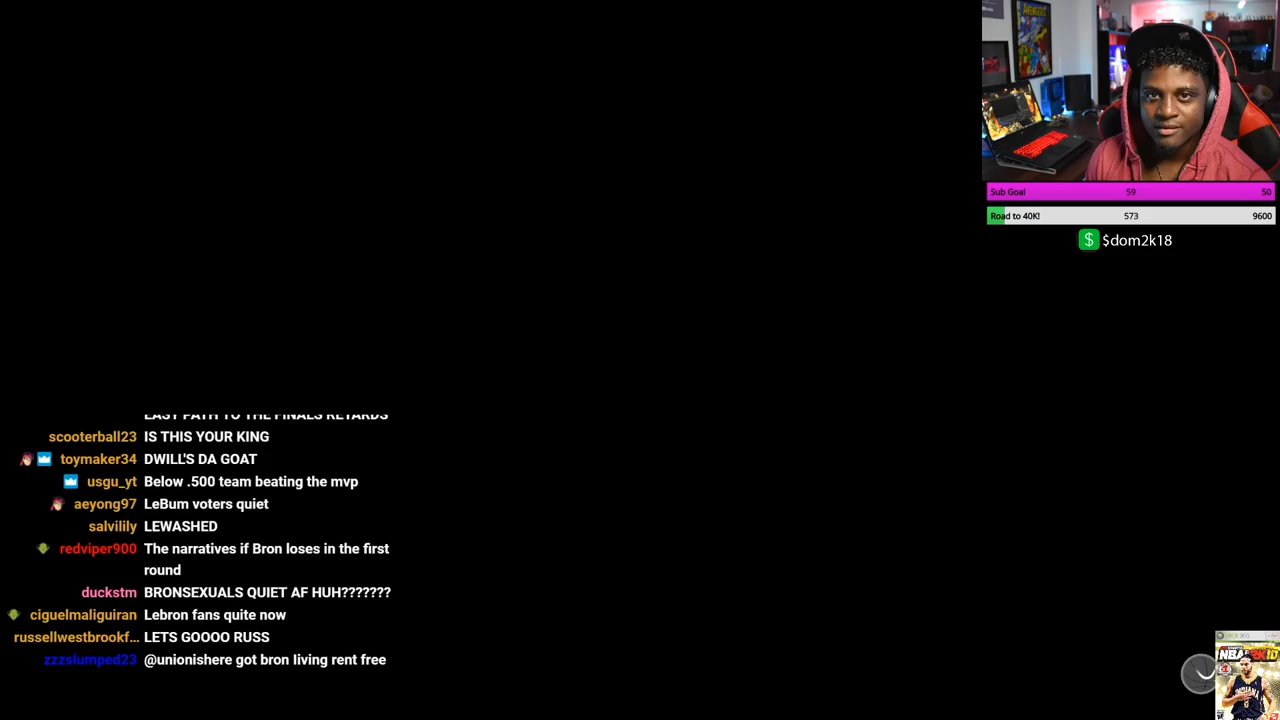 Sub Goal 59 50
Road to 40K! 573 9600
$ $dom2k18
EASY PATH TO THE FINALS RETARDS
scooterball23 IS THIS YOUR KING
toymaker34 DWILL'S DA GOAT
usgu_yt Below .500 team beating the mvp
aeyong97 LeBum voters quiet
salvilily LEWASHED
redviper900 The narratives if Bron loses in the first
round
duckstm BRONSEXUALS QUIET AF HUH???????
ciguelmaliguiran Lebron fans quite now
russellwestbrookf... LETS GOOOO RUSS
zzzslumped23 @unionishere got bron living rent free
NBA 2K10
INDIANA